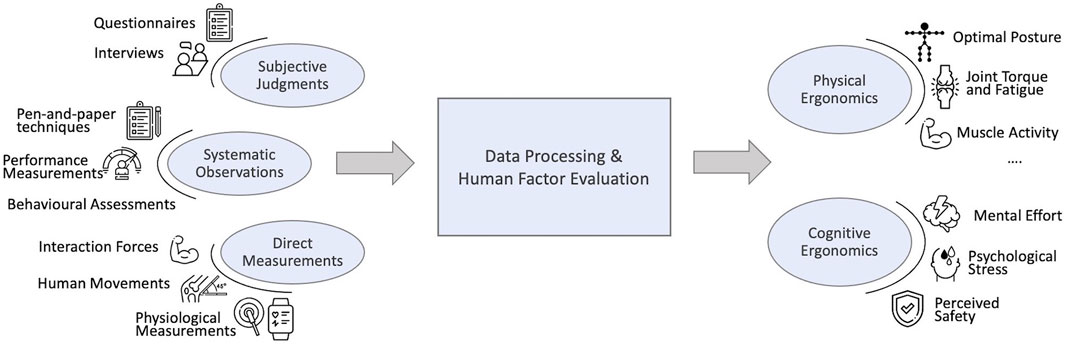 Questionnaires
Interviews
Subjective
Judgments
Pen-and-paper
techniques
Performance
Measurements
Behavioural Assessments
Systematic
Observations
Interaction Forces
Human Movements
45°
Physiological
Measurements
Direct
Measurements
Data Processing &
Human Factor Evaluation
Physical
Ergonomics
Optimal Posture
Joint Torque
and Fatigue
Muscle Activity
....
Cognitive
Ergonomics
Mental Effort
Psychological
Stress
Perceived
Safety